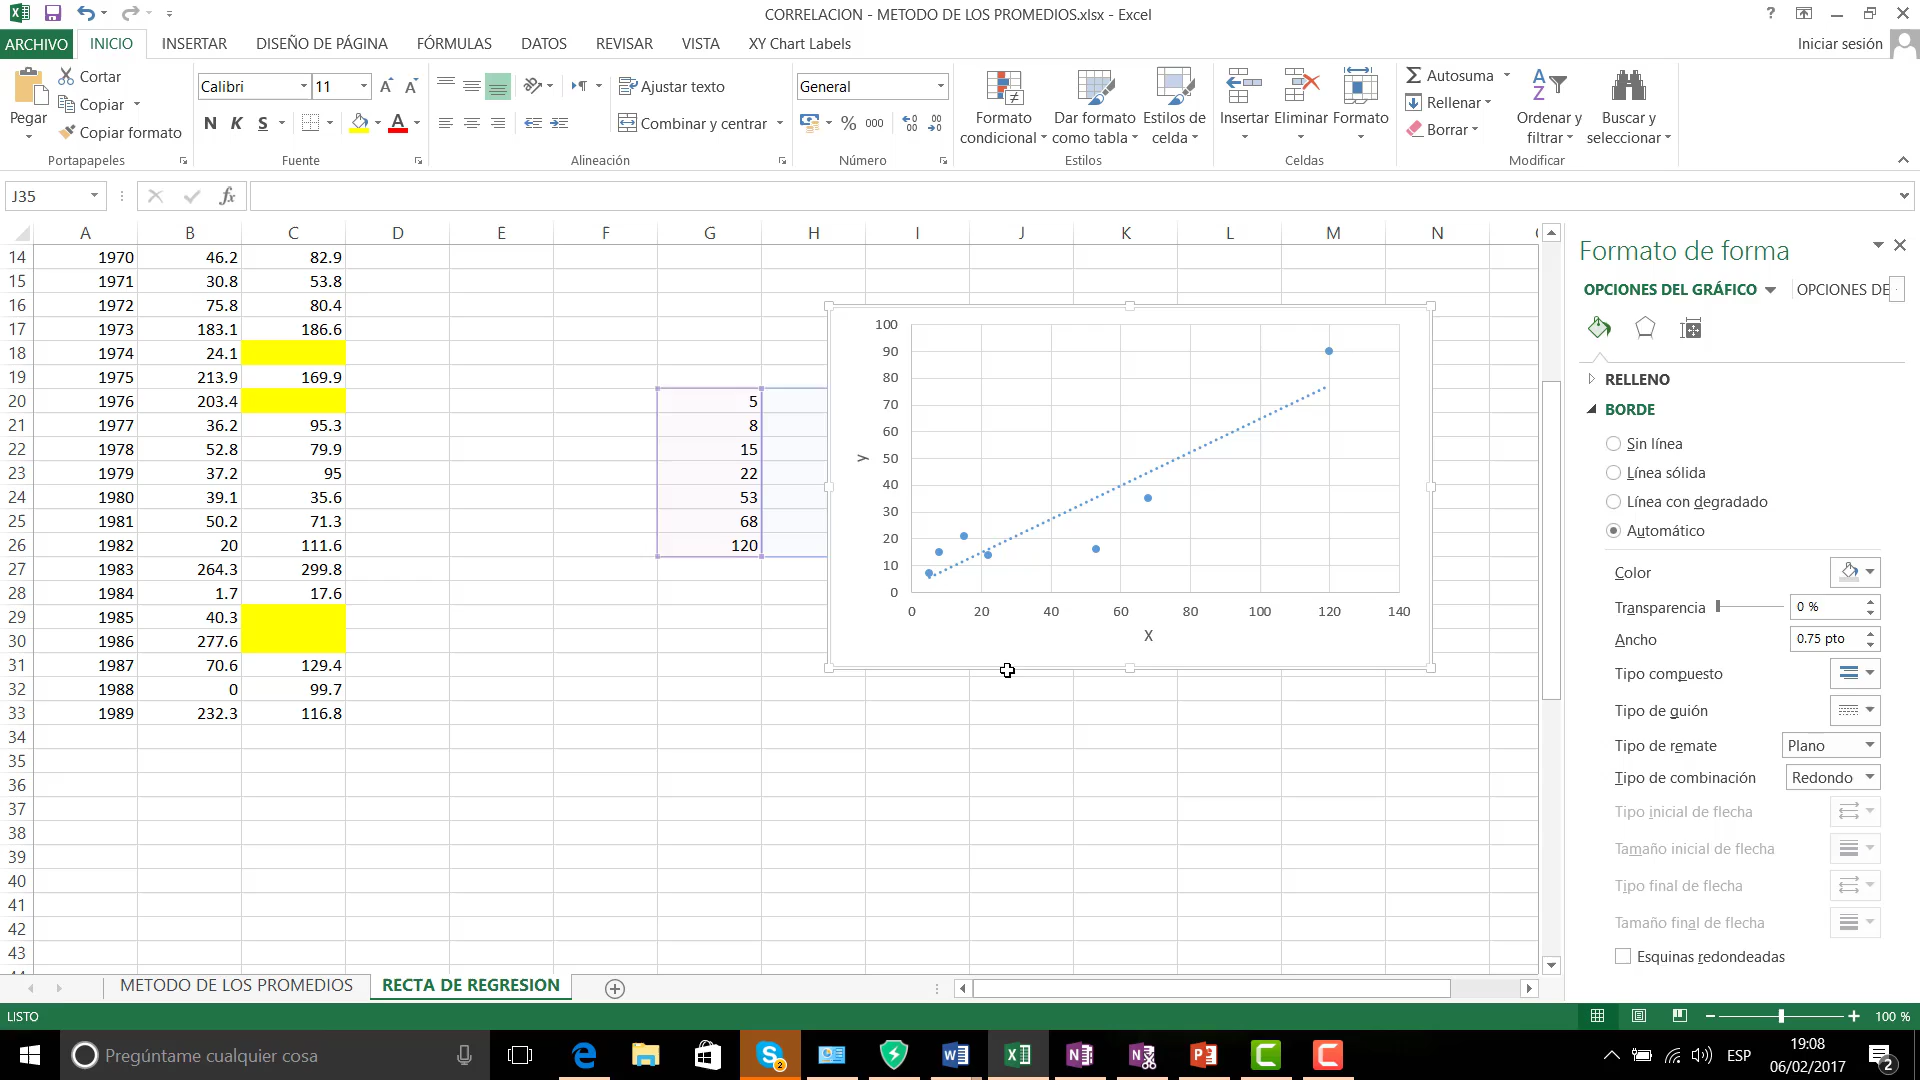 CORRELACION - METODO DE LOS PROMEDIOS.xlsx - Excel
?
ARCHIVO INICIO INSERTAR DISEÑO DE PÁGINA FÓRMULAS DATOS REVISAR VISTA XY Chart Labels Iniciar sesión
Pegar
Cortar
Copiar
Copiar formato
Portapapeles
Calibri 11
N K S
Fuente
Ajustar texto
Combinar y centrar
Alineación
General
% 000
Número
Formato condicional
Dar formato como tabla
Estilos de celda
Estilos
Insertar Eliminar Formato
Celdas
Autosuma
Rellenar
Borrar
Ordenar y filtrar
Buscar y seleccionar
Modificar
J35 fx
A B C D E F G H I J K L M N
14 1970 46.2 82.9
15 1971 30.8 53.8
16 1972 75.8 80.4
17 1973 183.1 186.6
18 1974 24.1
19 1975 213.9 169.9
20 1976 203.4 5
21 1977 36.2 95.3 8
22 1978 52.8 79.9 15
23 1979 37.2 95 22
24 1980 39.1 35.6 53
25 1981 50.2 71.3 68
26 1982 20 111.6 120
27 1983 264.3 299.8
28 1984 1.7 17.6
29 1985 40.3
30 1986 277.6
31 1987 70.6 129.4
32 1988 0 99.7
33 1989 232.3 116.8
34
35
36
37
38
39
40
41
42
43
100
90
80
70
60
50
40
30
20
10
0
y
0 20 40 60 80 100 120 140
X
Formato de forma
OPCIONES DEL GRÁFICO OPCIONES DE
RELLENO
BORDE
Sin línea
Línea sólida
Línea con degradado
Automático
Color
Transparencia 0 %
Ancho 0.75 pto
Tipo compuesto
Tipo de guión
Tipo de remate Plano
Tipo de combinación Redondo
Tipo inicial de flecha
Tamaño inicial de flecha
Tipo final de flecha
Tamaño final de flecha
Esquinas redondeadas
METODO DE LOS PROMEDIOS RECTA DE REGRESION
LISTO 100 %
Pregúntame cualquier cosa
2
ESP
19:08
06/02/2017
2